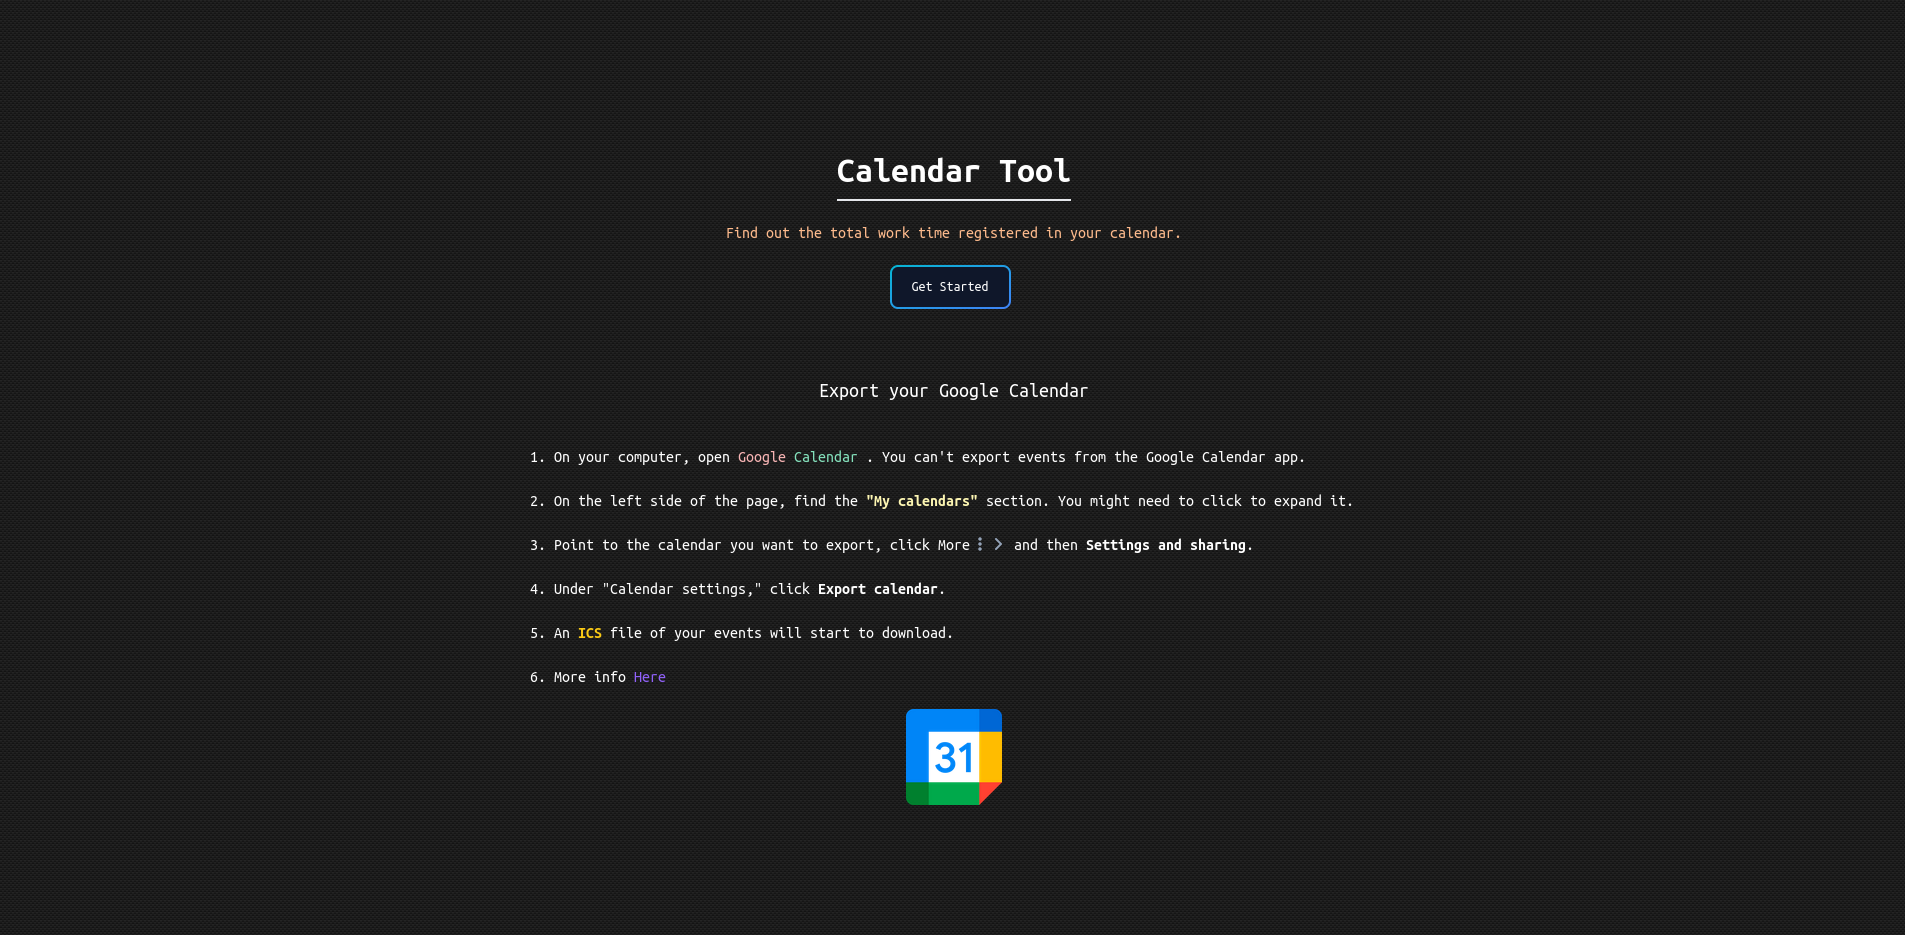 Calendar Tool
Find out the total work time registered in your calendar.
Get Started
Export your Google Calendar
1. On your computer, open Google Calendar . You can't export events from the Google Calendar app.
2. On the left side of the page, find the "My calendars" section. You might need to click to expand it.
3. Point to the calendar you want to export, click More and then Settings and sharing.
4. Under "Calendar settings," click Export calendar.
5. An ICS file of your events will start to download.
6. More info Here
31